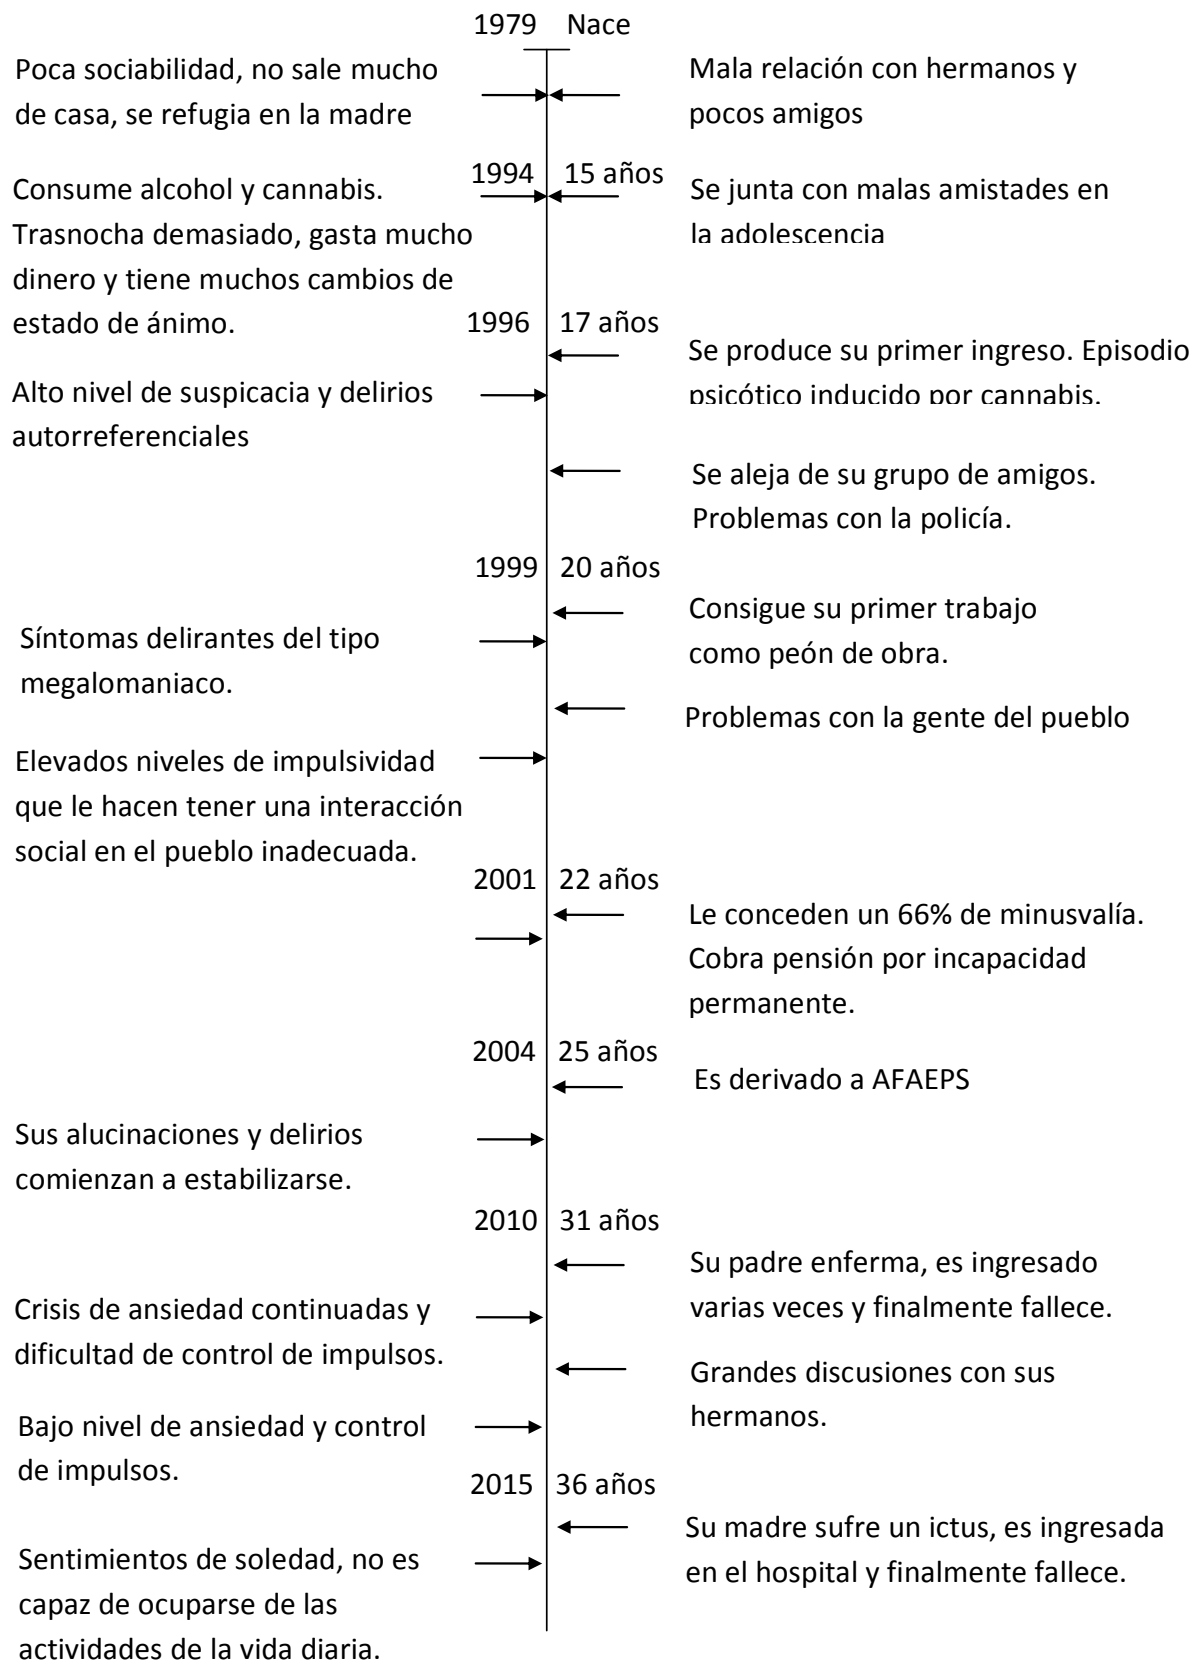 1979 Nace
Poca sociabilidad, no sale mucho
de casa, se refugia en la madre
Mala relación con hermanos y
pocos amigos
1994 15 años
Consume alcohol y cannabis.
Trasnocha demasiado, gasta mucho
dinero y tiene muchos cambios de
estado de ánimo.
Se junta con malas amistades en
la adolescencia
1996 17 años
Se produce su primer ingreso. Episodio
psicótico inducido por cannabis.
Alto nivel de suspicacia y delirios
autorreferenciales
Se aleja de su grupo de amigos.
Problemas con la policía.
1999 20 años
Consigue su primer trabajo
como peón de obra.
Síntomas delirantes del tipo
megalomaniaco.
Problemas con la gente del pueblo
Elevados niveles de impulsividad
que le hacen tener una interacción
social en el pueblo inadecuada.
2001 22 años
Le conceden un 66% de minusvalía.
Cobra pensión por incapacidad
permanente.
2004 25 años
Es derivado a AFAEPS
Sus alucinaciones y delirios
comienzan a estabilizarse.
2010 31 años
Su padre enferma, es ingresado
varias veces y finalmente fallece.
Crisis de ansiedad continuadas y
dificultad de control de impulsos.
Grandes discusiones con sus
hermanos.
Bajo nivel de ansiedad y control
de impulsos.
2015 36 años
Su madre sufre un ictus, es ingresada
en el hospital y finalmente fallece.
Sentimientos de soledad, no es
capaz de ocuparse de las
actividades de la vida diaria.